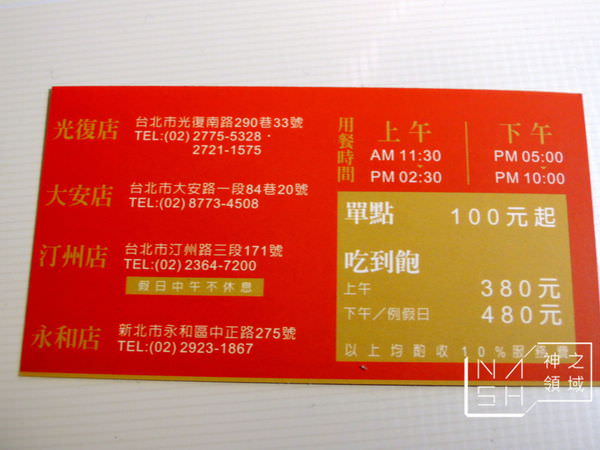 光復店
台北市光復南路290巷33號
TEL:(02) 2775-5328 ·
2721-1575
大安店
台北市大安路一段84巷20號
TEL:(02) 8773-4508
汀州店
台北市汀州路三段171號
TEL:(02) 2364-7200
假日中午不休息
永和店
新北市永和區中正路275號
TEL:(02) 2923-1867
用餐時間
上午
AM 11:30
~
PM 02:30
下午
PM 05:00
~
PM 10:00
單點 100元起
吃到飽
上午 380元
下午／例假日 480元
以上均酌收10%服務費
NASH
神之
領域